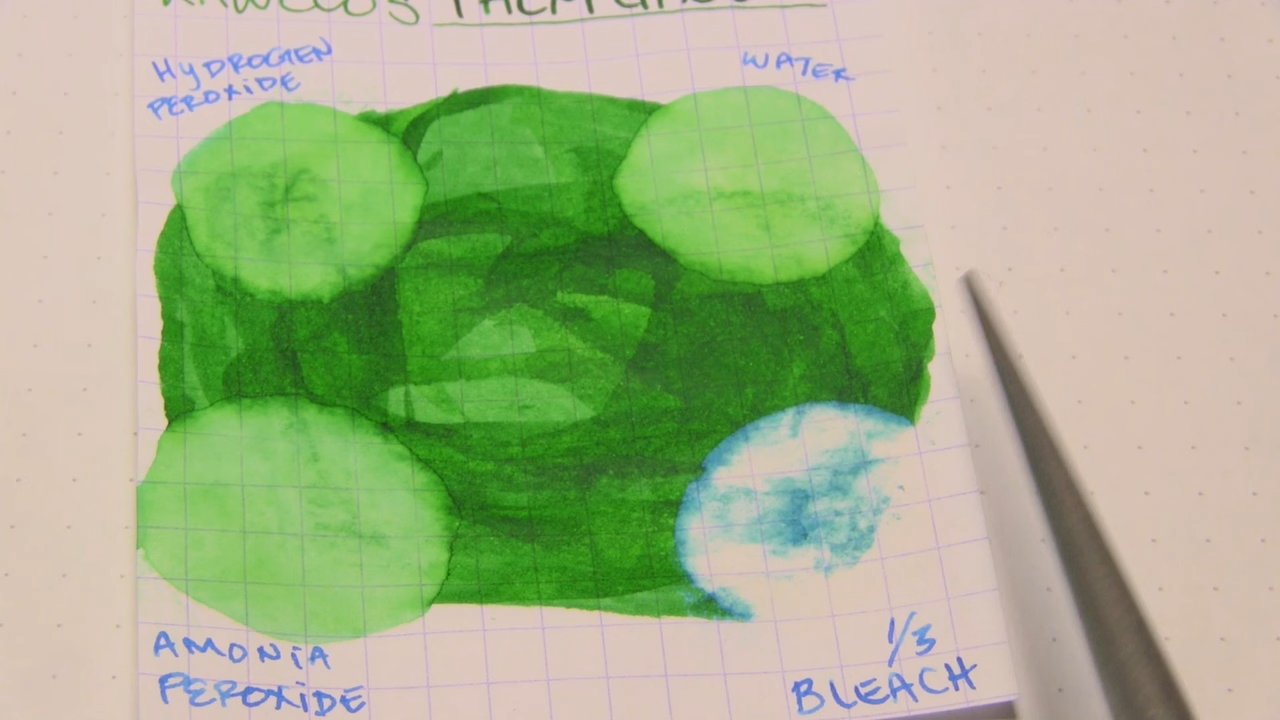 HYDROGEN
PEROXIDE
WATER
AMONiA
PEROXiDE
1/3
BLEACH